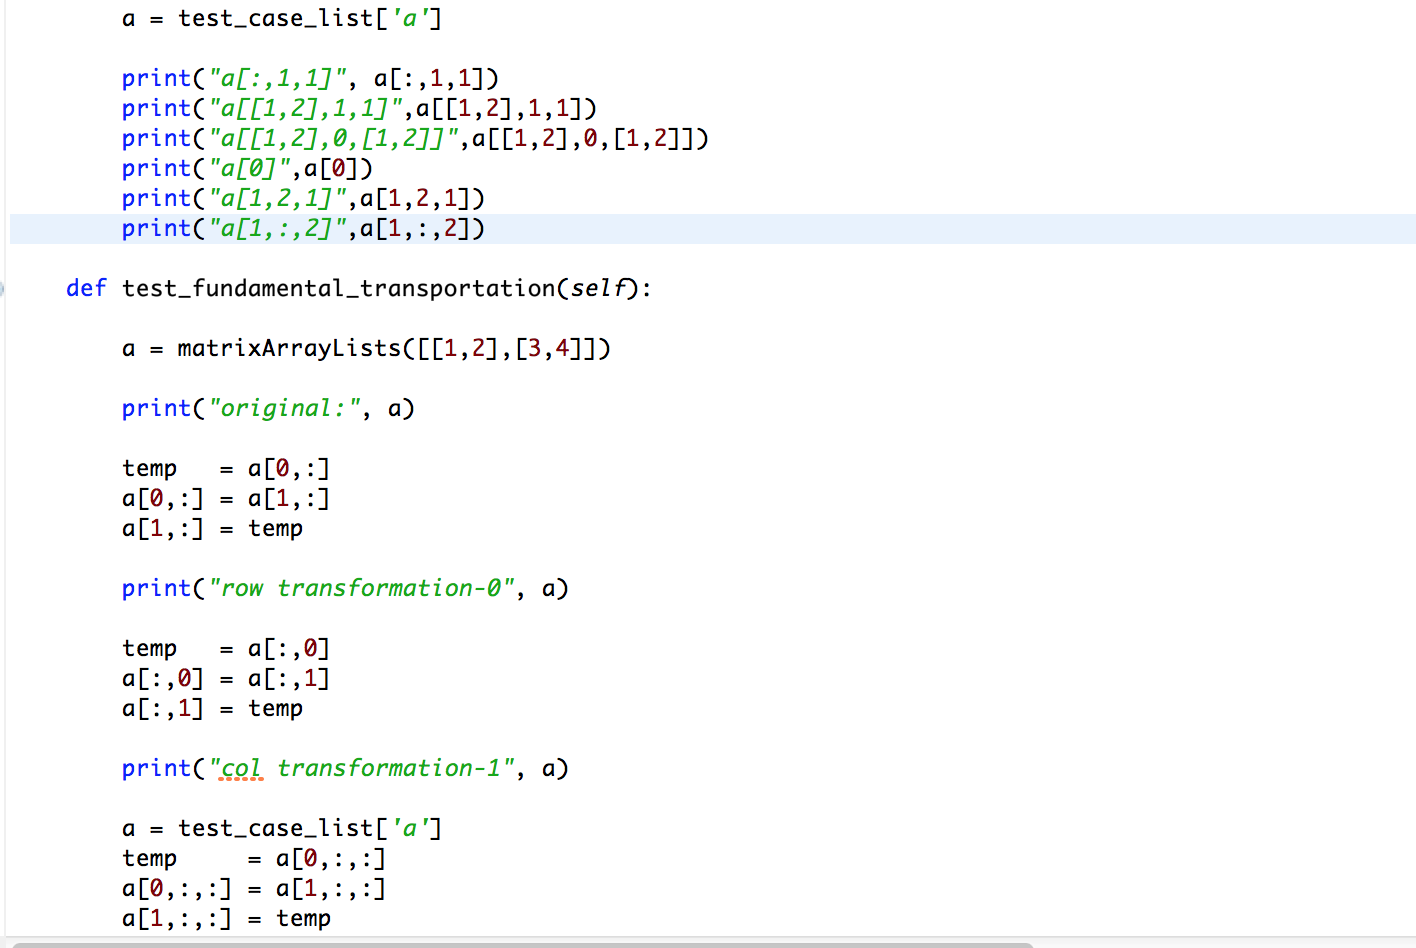 a = test_case_list['a']
print("a[:,1,1]", a[:,1,1])
print("a[[1,2],1,1]",a[[1,2],1,1])
print("a[[1,2],0,[1,2]]",a[[1,2],0,[1,2]])
print("a[0]",a[0])
print("a[1,2,1]",a[1,2,1])
print("a[1,:,2]",a[1,:,2])
def test_fundamental_transportation(self):
a = matrixArrayLists([[1,2],[3,4]])
print("original:", a)
temp   = a[0,:]
a[0,:] = a[1,:]
a[1,:] = temp
print("row transformation-0", a)
temp   = a[:,0]
a[:,0] = a[:,1]
a[:,1] = temp
print("col transformation-1", a)
a = test_case_list['a']
temp     = a[0,:,:]
a[0,:,:] = a[1,:,:]
a[1,:,:] = temp